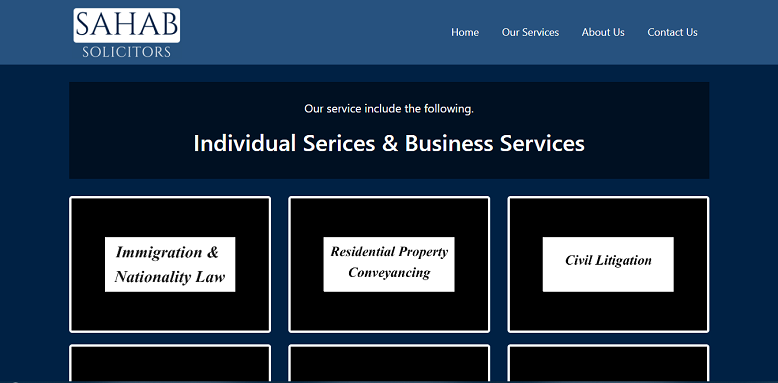 SAHAB
SOLICITORS
Home Our Services About Us Contact Us
Our service include the following.
Individual Serices & Business Services
Immigration &
Nationality Law
Residential Property
Conveyancing
Civil Litigation